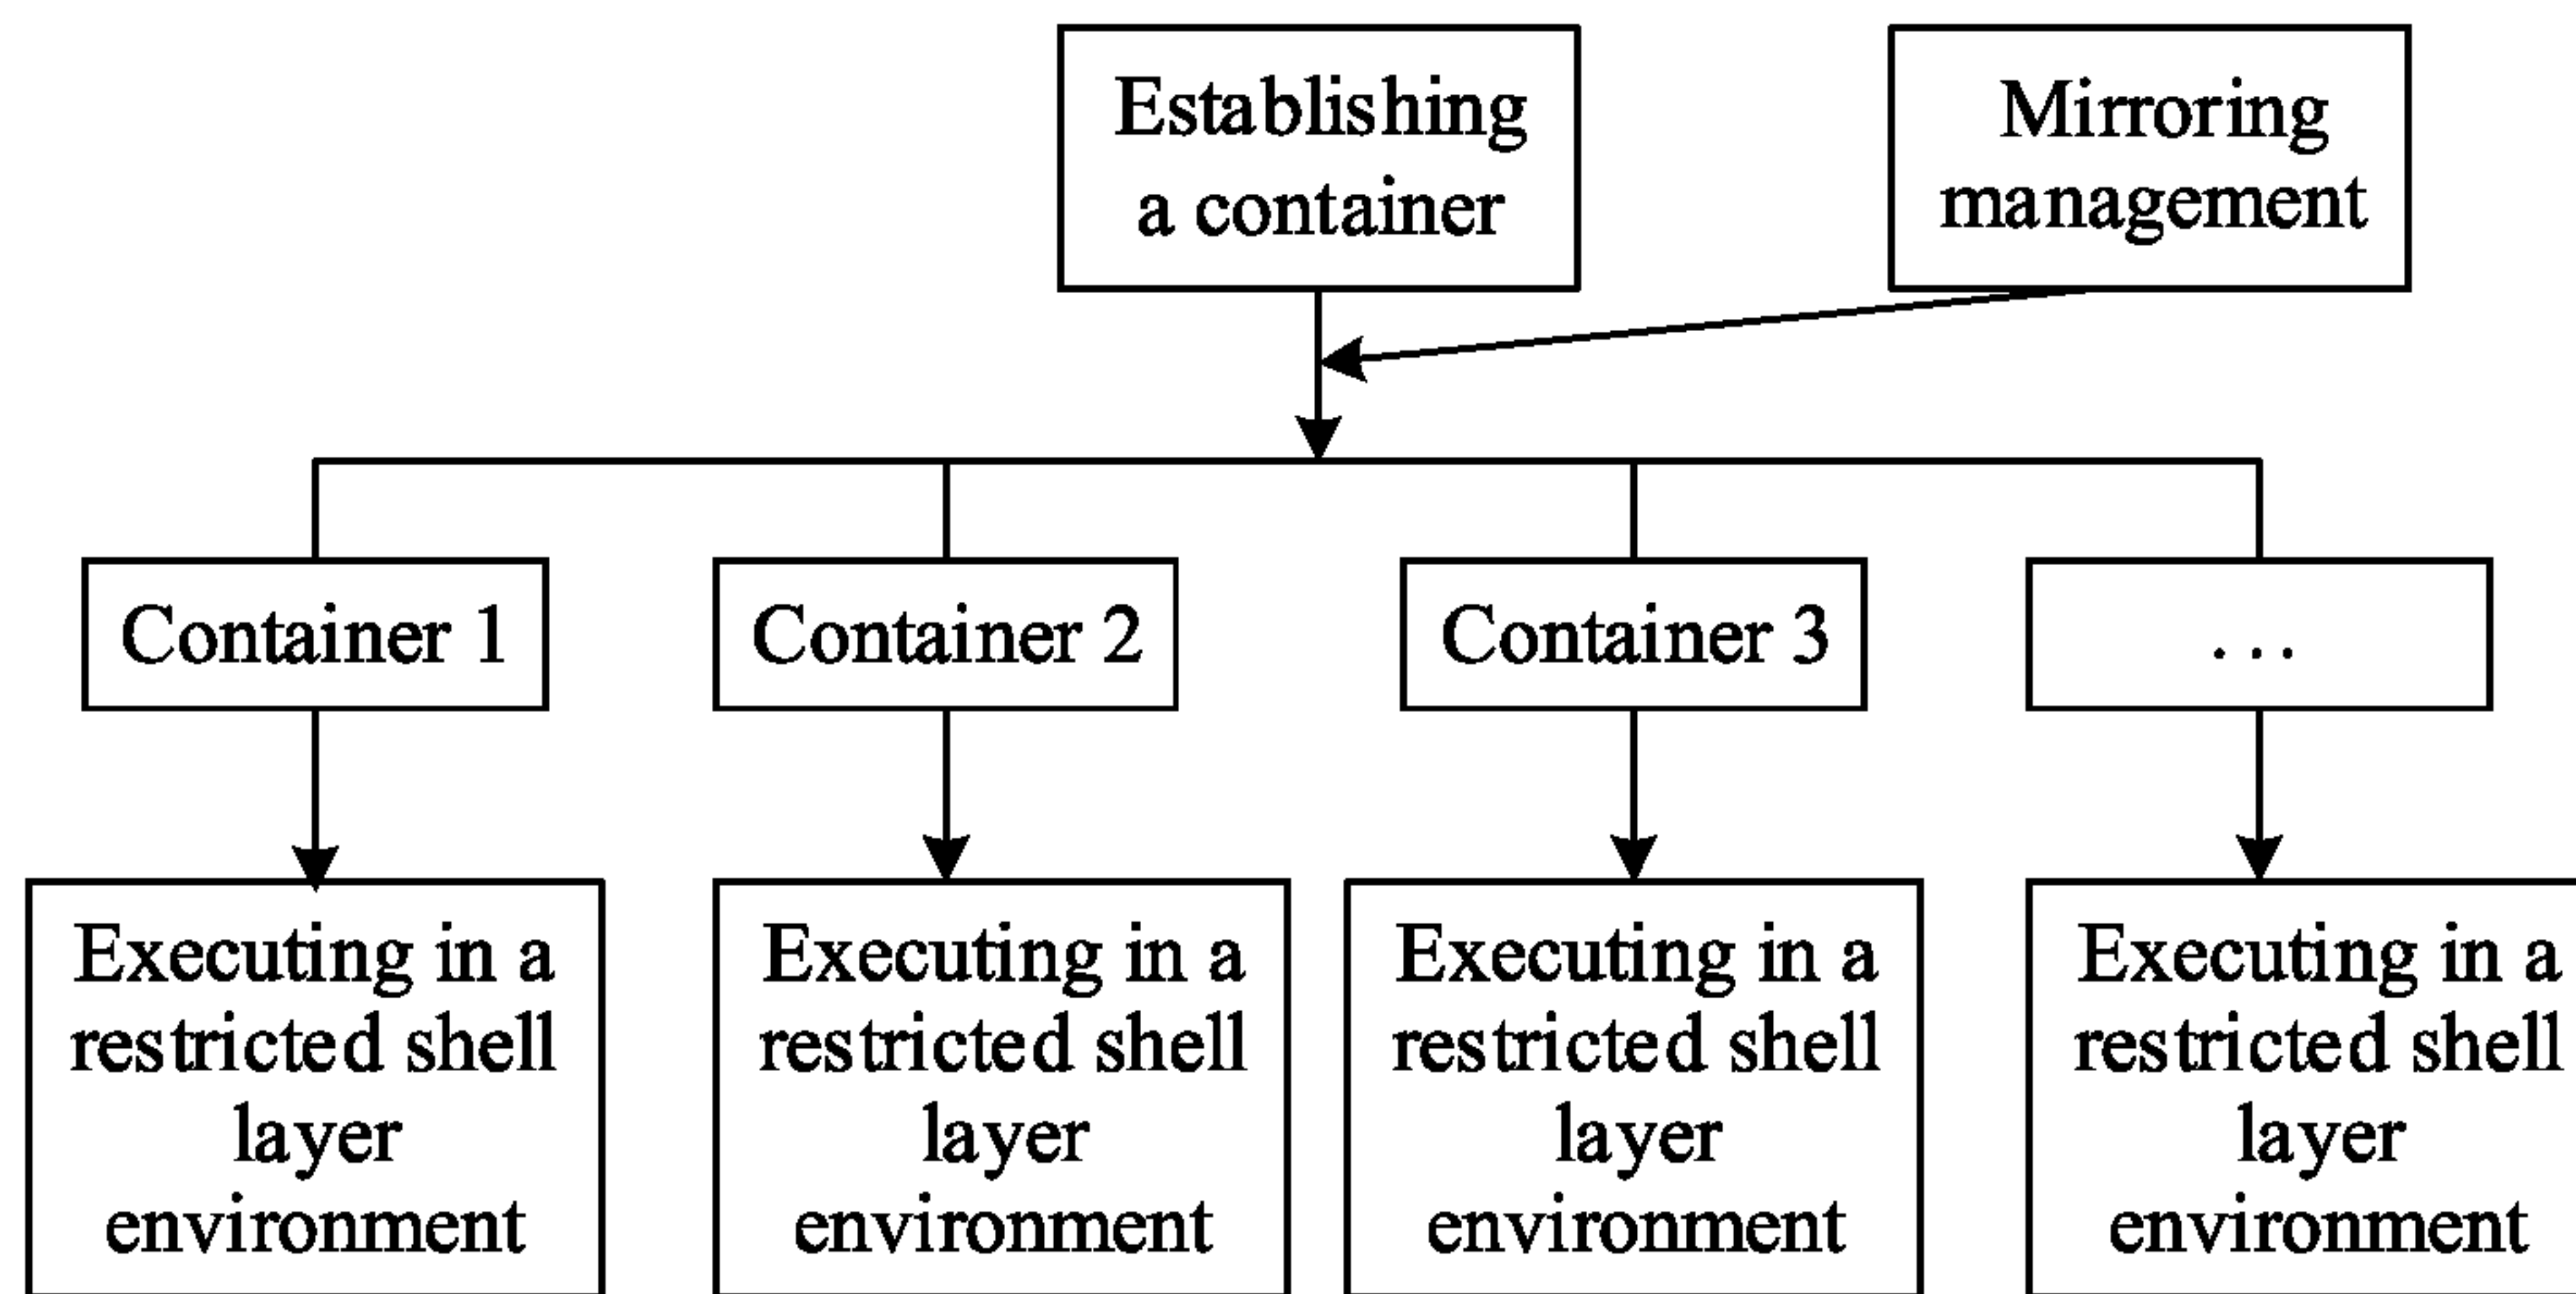 Establishing
a container
Mirroring
management
Container 1
Container 2
Container 3
...
Executing in a
restricted shell
layer
environment
Executing in a
restricted shell
layer
environment
Executing in a
restricted shell
layer
environment
Executing in a
restricted shell
layer
environment